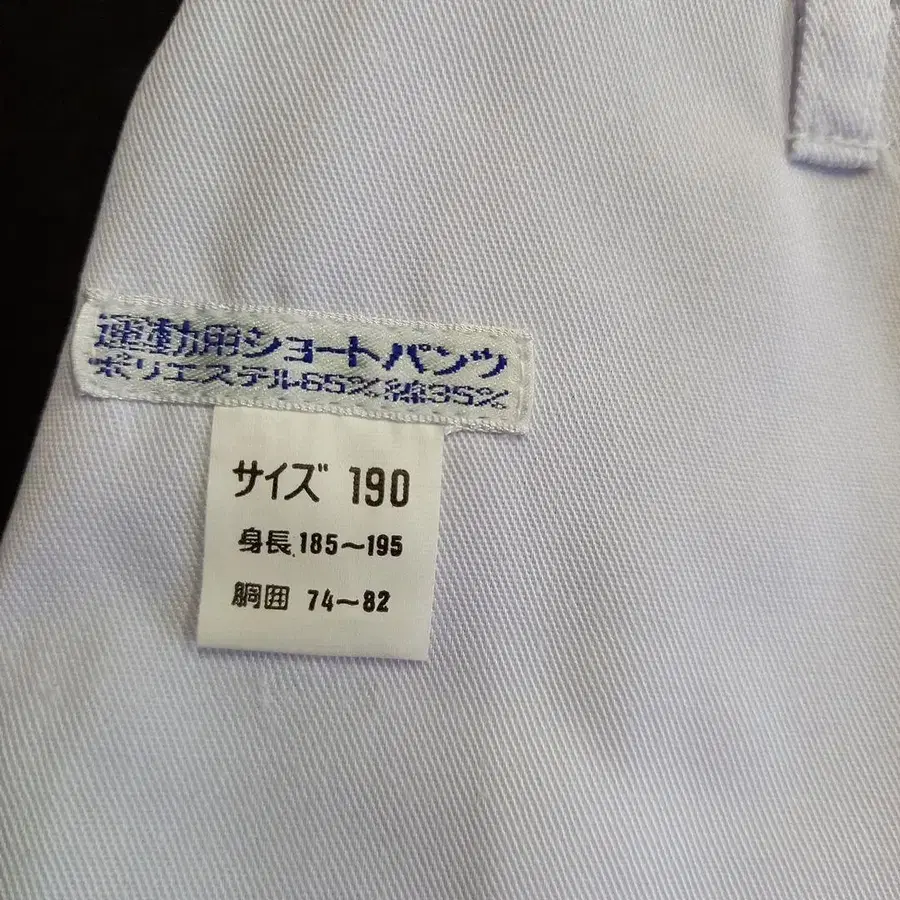 運動用ショートパンツ
ポリエステル65%綿35%
サイズ 190
身長 185~195
胴囲 74~82